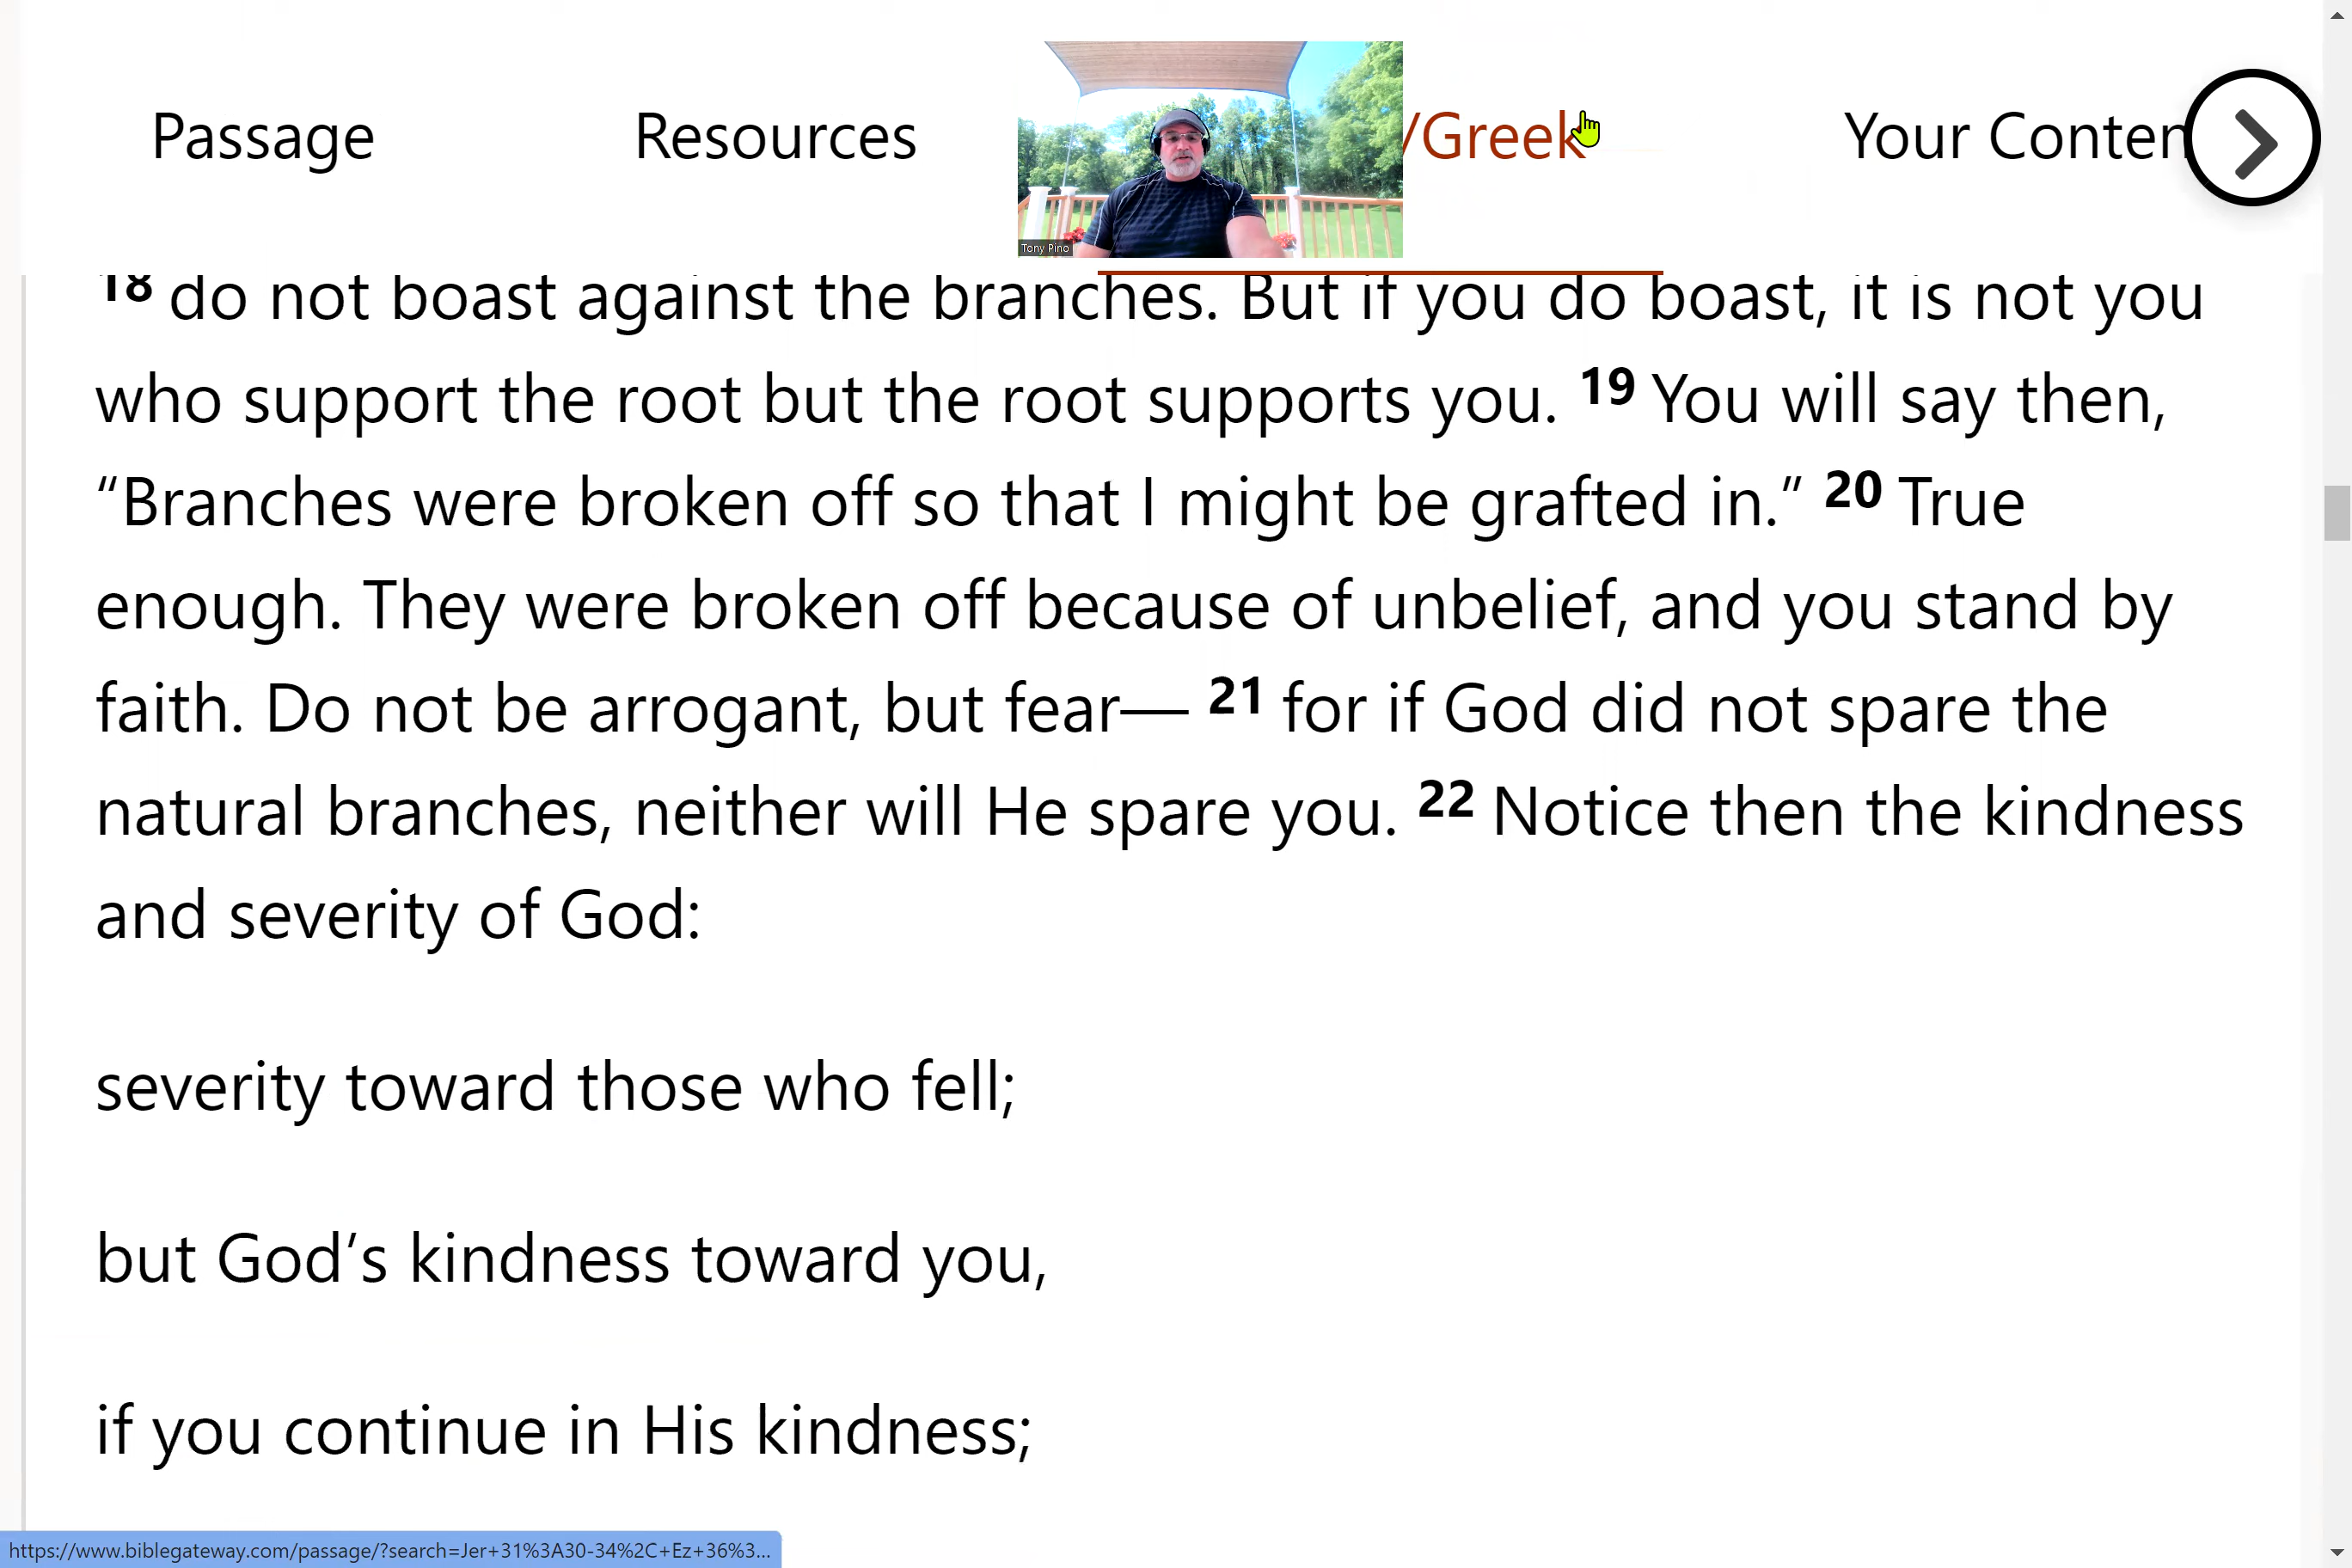 Passage
Resources
/Greek
Your Conten
Tony Pino
18 do not boast against the branches. But if you do boast, it is not you
who support the root but the root supports you. 19 You will say then,
“Branches were broken off so that I might be grafted in.” 20 True
enough. They were broken off because of unbelief, and you stand by
faith. Do not be arrogant, but fear— 21 for if God did not spare the
natural branches, neither will He spare you. 22 Notice then the kindness
and severity of God:
severity toward those who fell;
but God’s kindness toward you,
if you continue in His kindness;
https://www.biblegateway.com/passage/?search=Jer+31%3A30-34%2C+Ez+36%3...